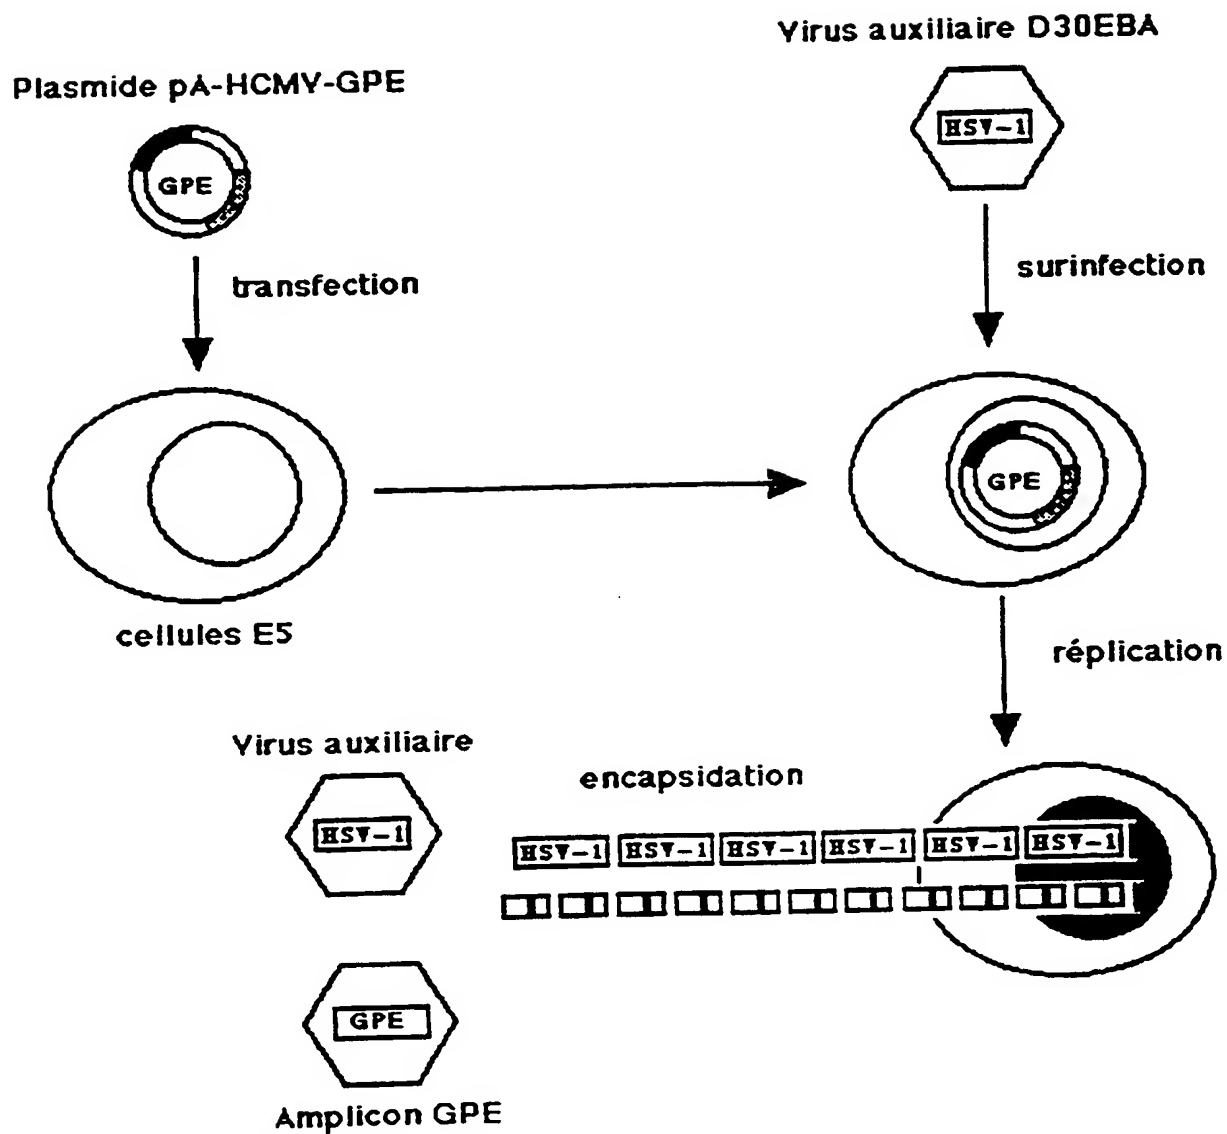 Virus auxiliaire D30EBA
Plasmide pA-HCMV-GPE
HSV-1
GPE
transfection
surinfection
GPE
cellules E5
réplication
Virus auxiliaire
encapsidation
HSV-1
HSV-1 HSV-1 HSV-1 HSV-1 HSV-1 HSV-1
GPE
Amplicon GPE